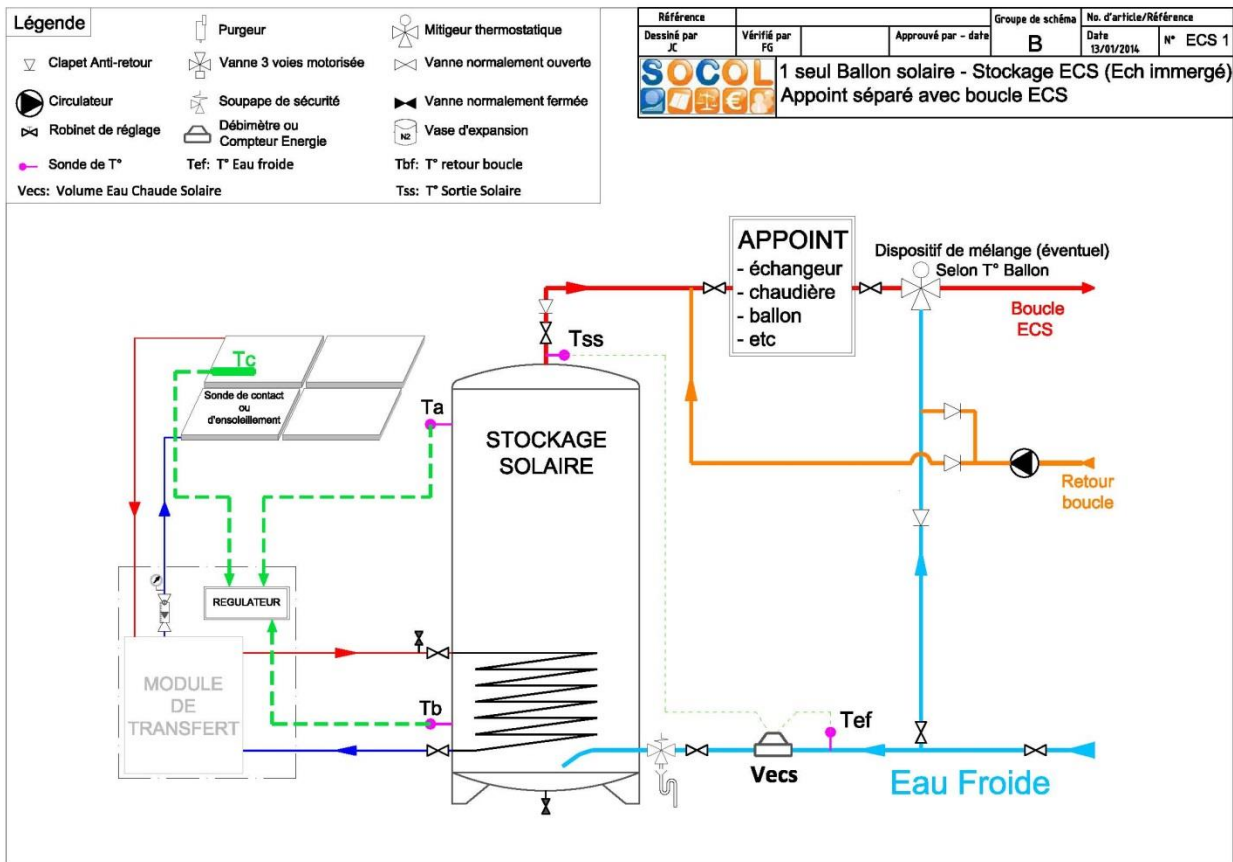 Légende
Purgeur
Mitigeur thermostatique
Clapet Anti-retour
Vanne 3 voies motorisée
Vanne normalement ouverte
Circulateur
Soupape de sécurité
Vanne normalement fermée
Robinet de réglage
Débimètre ou
Compteur Energie
N2
Vase d'expansion
Sonde de T°
Tef: T° Eau froide
Tbf: T° retour boucle
Vecs: Volume Eau Chaude Solaire
Tss: T° Sortie Solaire
Référence
Groupe de schéma
No. d'article/Référence
Dessiné par
JC
Vérifié par
FG
Approuvé par - date
B
Date
13/01/2014
N° ECS 1
SOCOL
1 seul Ballon solaire - Stockage ECS (Ech immergé)
Appoint séparé avec boucle ECS
APPOINT
- échangeur
- chaudière
- ballon
- etc
Dispositif de mélange (éventuel)
Selon T° Ballon
Boucle
ECS
Tss
Tc
Sonde de contact
ou
d'ensoleillement
Ta
STOCKAGE
SOLAIRE
Retour
boucle
REGULATEUR
MODULE
DE
TRANSFERT
Tb
Tef
Vecs
Eau Froide